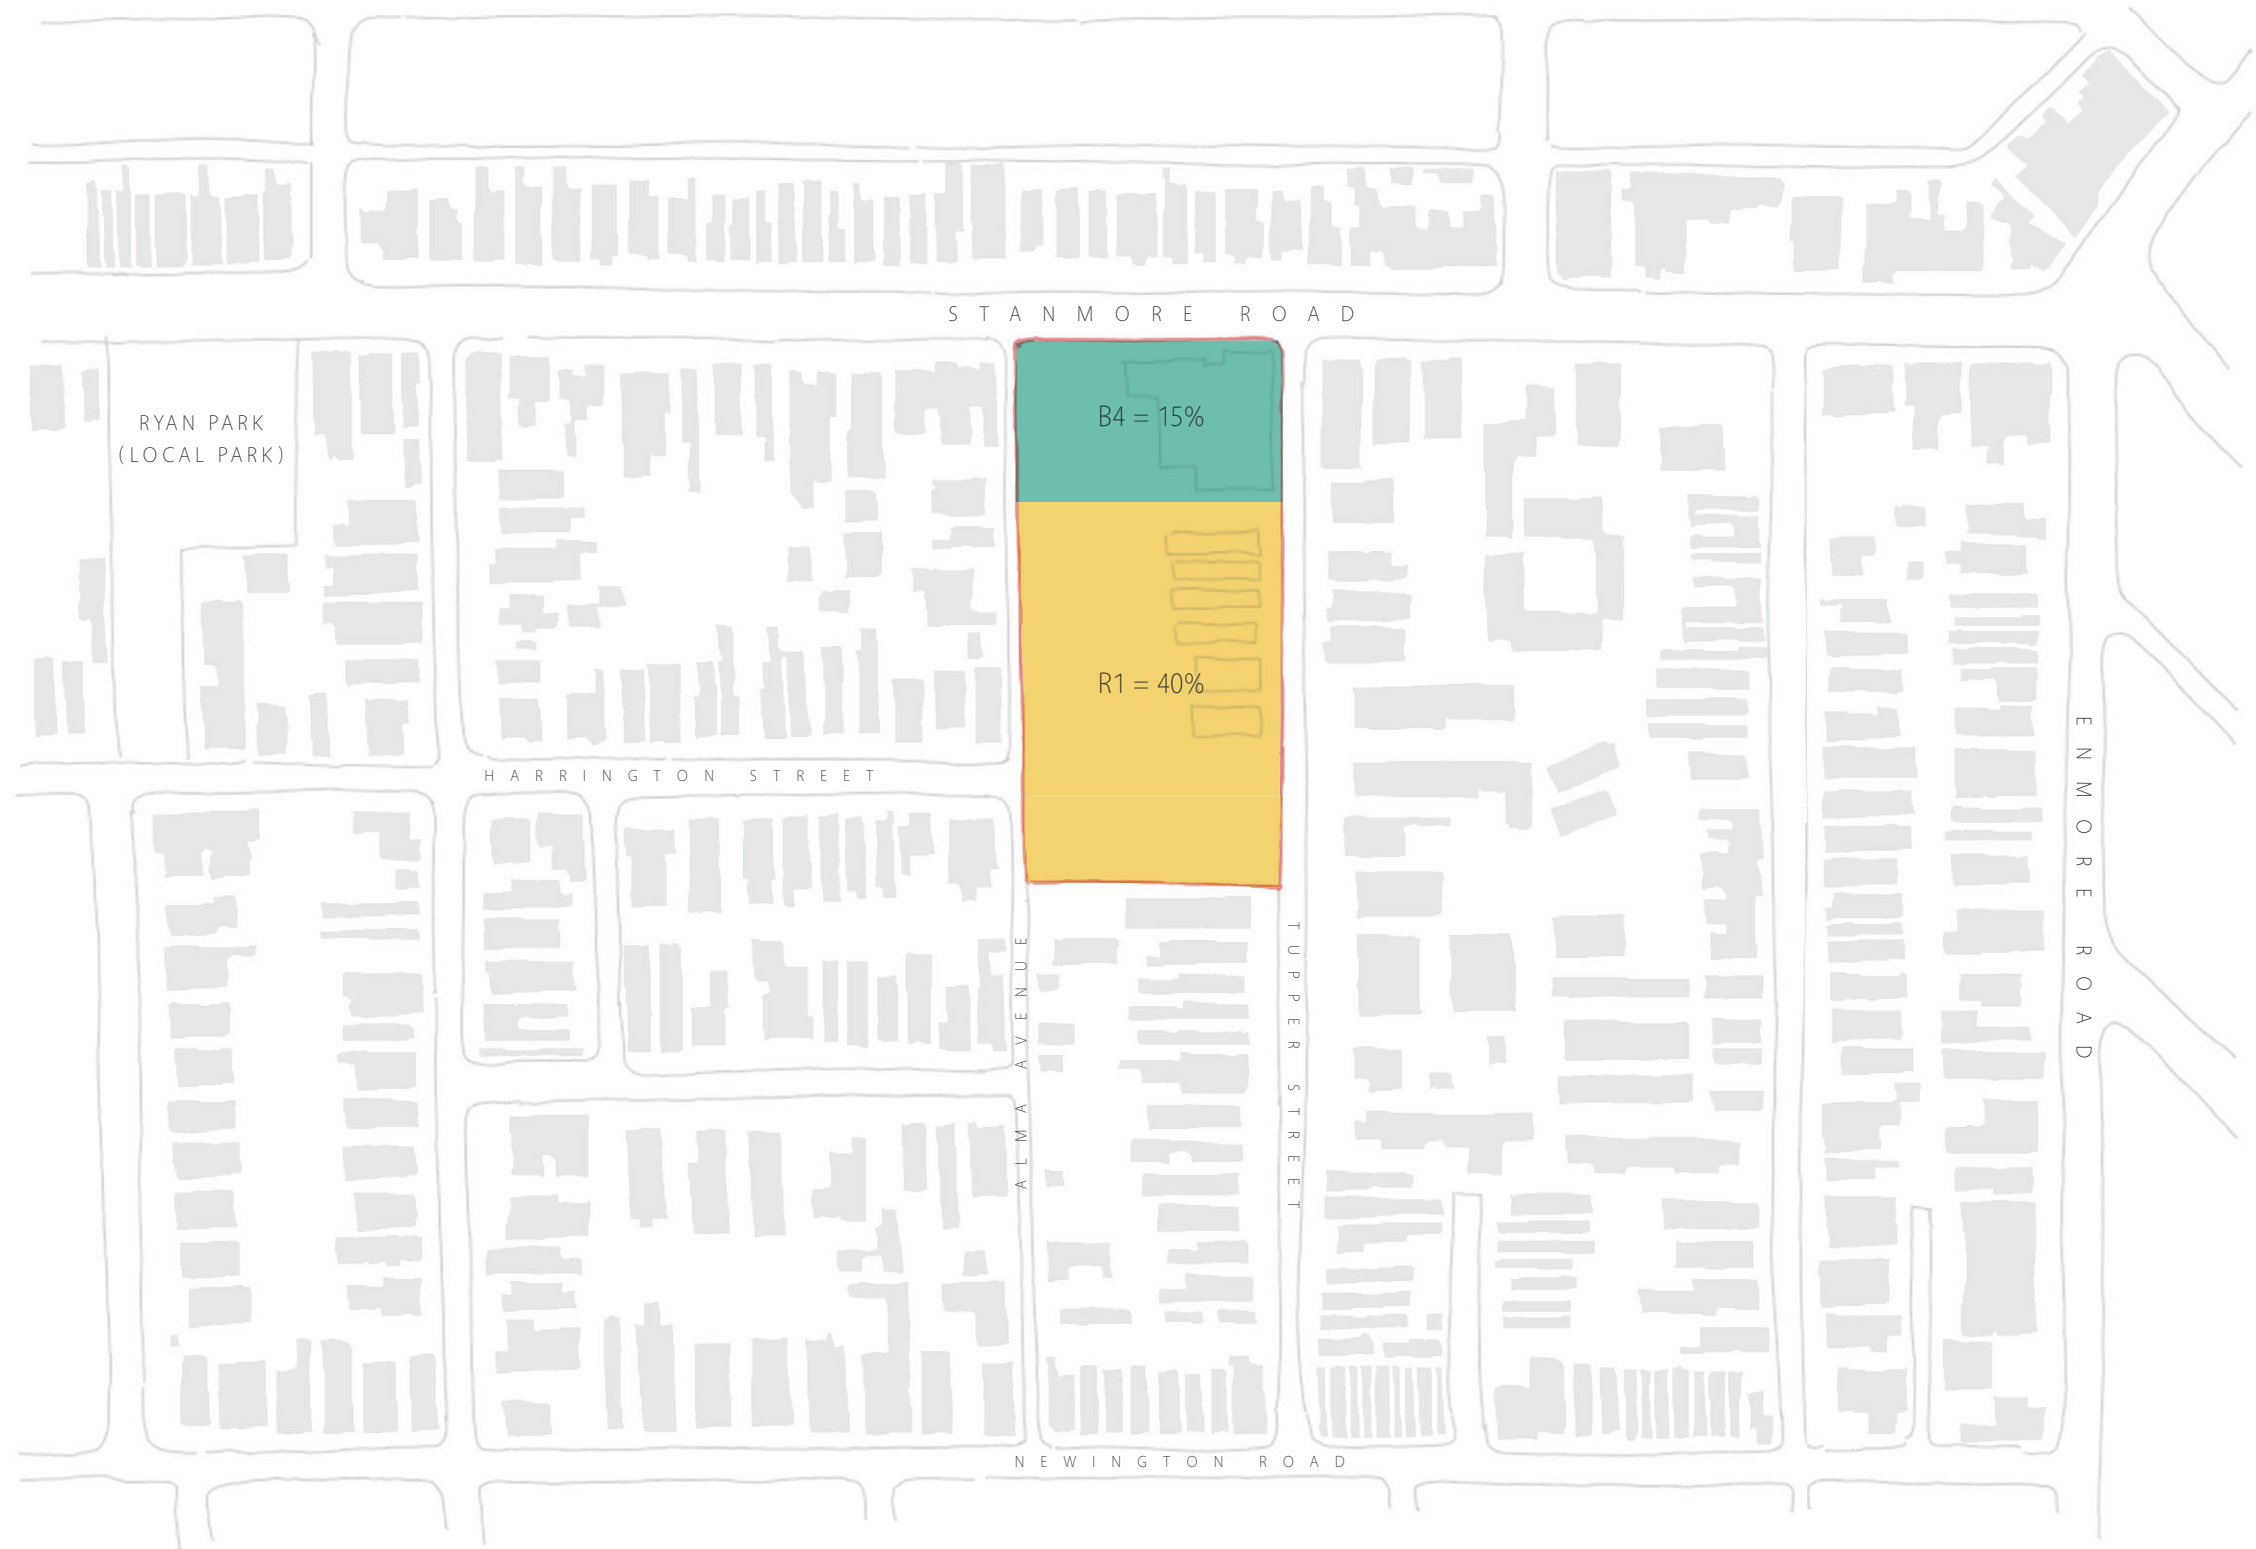 STANMORE ROAD
B4 = 15%
RYAN PARK
(LOCAL PARK)
R1 = 40%
HARRINGTON STREET
ENMORE ROAD
ALMA AVENUE
TUPPER STREET
NEWINGTON ROAD